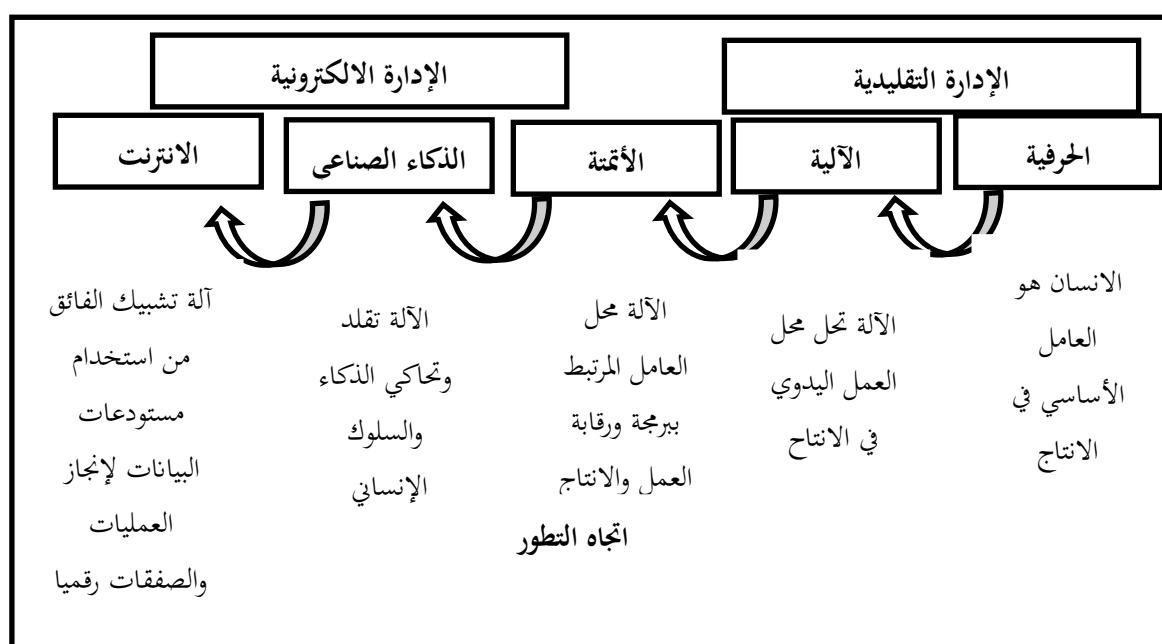 الإدارة التقليدية
الإدارة الالكترونية
الحرفية
الآلية
الأتمتة
الذكاء الصناعى
الانترنت
الانسان هو
العامل
الأساسي في
الانتاج
الآلة تحل محل
العمل اليدوي
في الانتاح
الآلة محل
العامل المرتبط
ببرمجة ورقابة
العمل والانتاج
الآلة تقلد
وتحاكي الذكاء
والسلوك
الإنساني
آلة تشبيك الفائق
من استخدام
مستودعات
البيانات لإنجاز
العمليات
والصفقات رقميا
اتجاه التطور